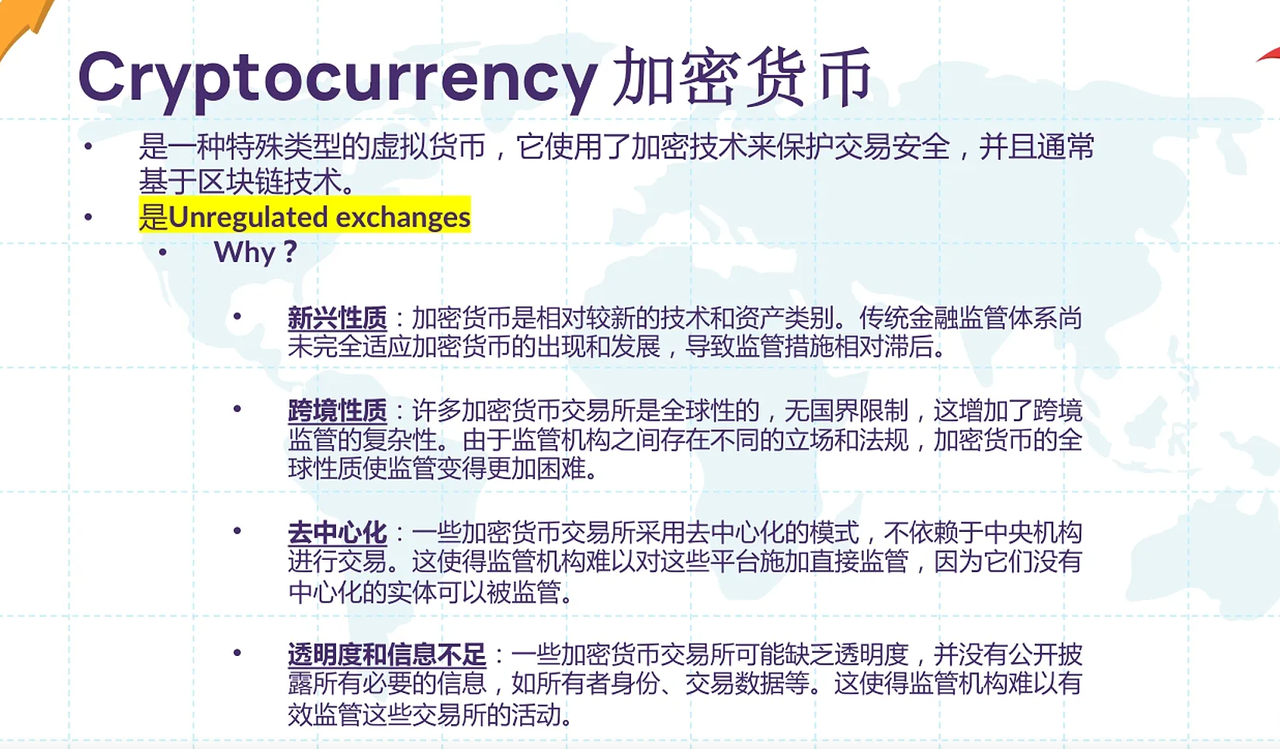 Cryptocurrency 加密货币
• 是一种特殊类型的虚拟货币，它使用了加密技术来保护交易安全，并且通常
基于区块链技术。
• 是Unregulated exchanges
• Why？
• 新兴性质：加密货币是相对较新的技术和资产类别。传统金融监管体系尚
未完全适应加密货币的出现和发展，导致监管措施相对滞后。
• 跨境性质：许多加密货币交易所是全球性的，无国界限制，这增加了跨境
监管的复杂性。由于监管机构之间存在不同的立场和法规，加密货币的全
球性质使监管变得更加困难。
• 去中心化：一些加密货币交易所采用去中心化的模式，不依赖于中央机构
进行交易。这使得监管机构难以对这些平台施加直接监管，因为它们没有
中心化的实体可以被监管。
• 透明度和信息不足：一些加密货币交易所可能缺乏透明度，并没有公开披
露所有必要的信息，如所有者身份、交易数据等。这使得监管机构难以有
效监管这些交易所的活动。